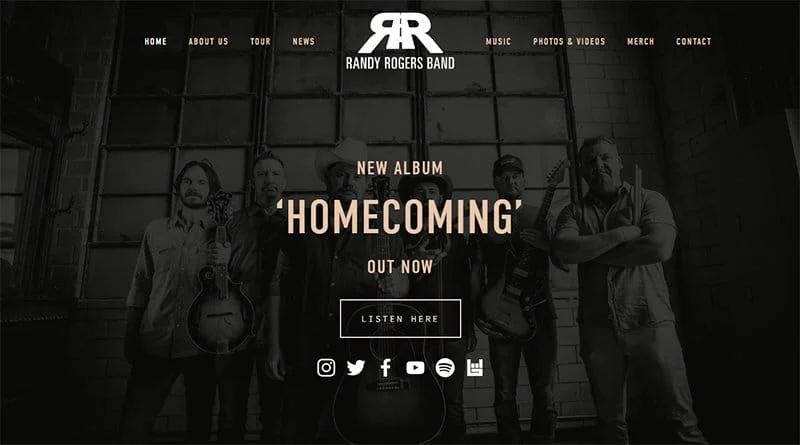 HOME ABOUT US TOUR NEWS MUSIC PHOTOS & VIDEOS MERCH CONTACT
RR
RANDY ROGERS BAND
NEW ALBUM
‘HOMECOMING’
OUT NOW
LISTEN HERE